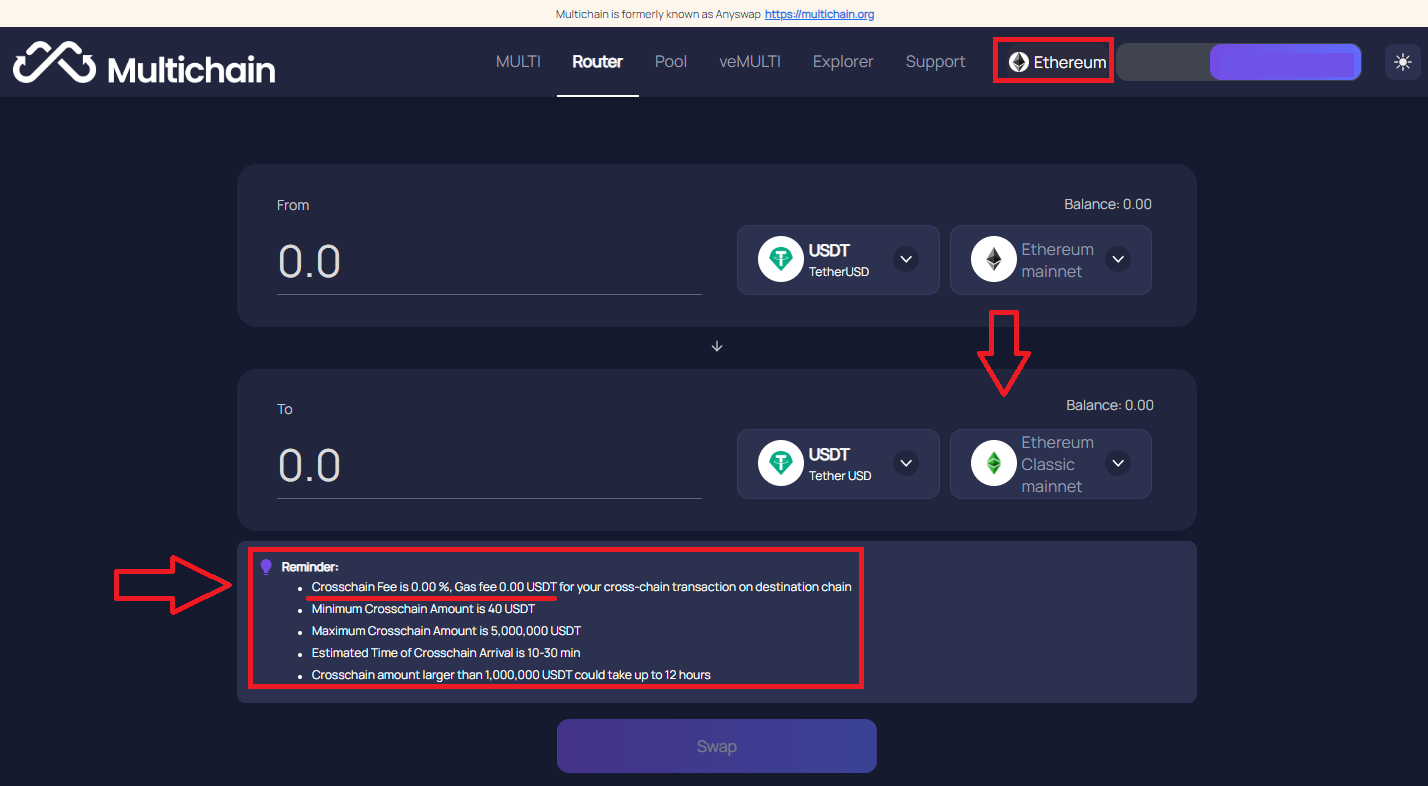 Multichain is formerly known as Anyswap https://multichain.org
Multichain MULTI Router Pool veMULTI Explorer Support Ethereum
From
Balance: 0.00
0.0
USDT
TetherUSD
Ethereum
mainnet
To
Balance: 0.00
0.0
USDT
Tether USD
Ethereum
Classic
mainnet
Reminder:
Crosschain Fee is 0.00 %, Gas fee 0.00 USDT for your cross-chain transaction on destination chain
Minimum Crosschain Amount is 40 USDT
Maximum Crosschain Amount is 5,000,000 USDT
Estimated Time of Crosschain Arrival is 10-30 min
Crosschain amount larger than 1,000,000 USDT could take up to 12 hours
Swap